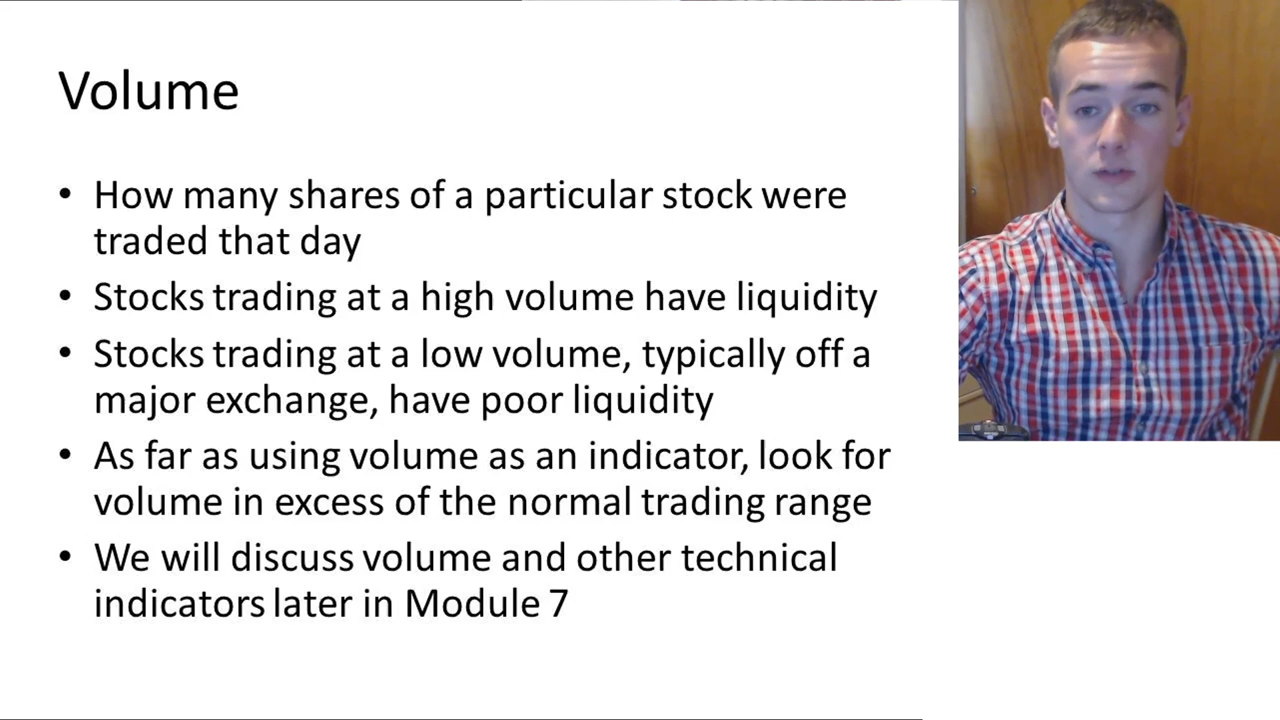 Volume
• How many shares of a particular stock were
traded that day
• Stocks trading at a high volume have liquidity
• Stocks trading at a low volume, typically off a
major exchange, have poor liquidity
• As far as using volume as an indicator, look for
volume in excess of the normal trading range
• We will discuss volume and other technical
indicators later in Module 7